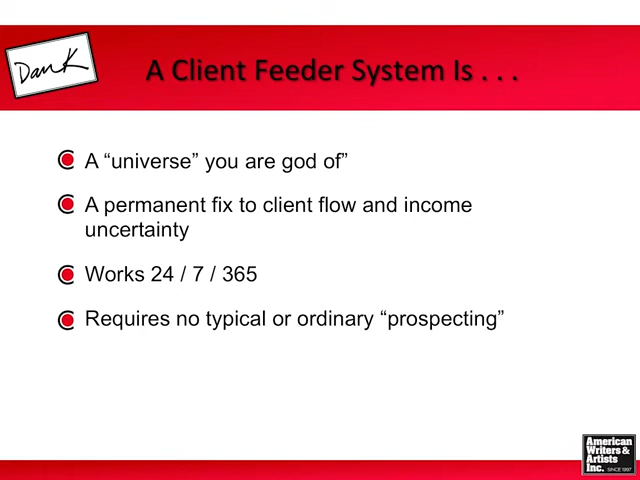 Dan K
A Client Feeder System Is . . .
A “universe” you are god of”
A permanent fix to client flow and income
uncertainty
Works 24 / 7 / 365
Requires no typical or ordinary “prospecting”
American
Writers &
Artists
Inc. SINCE 1997